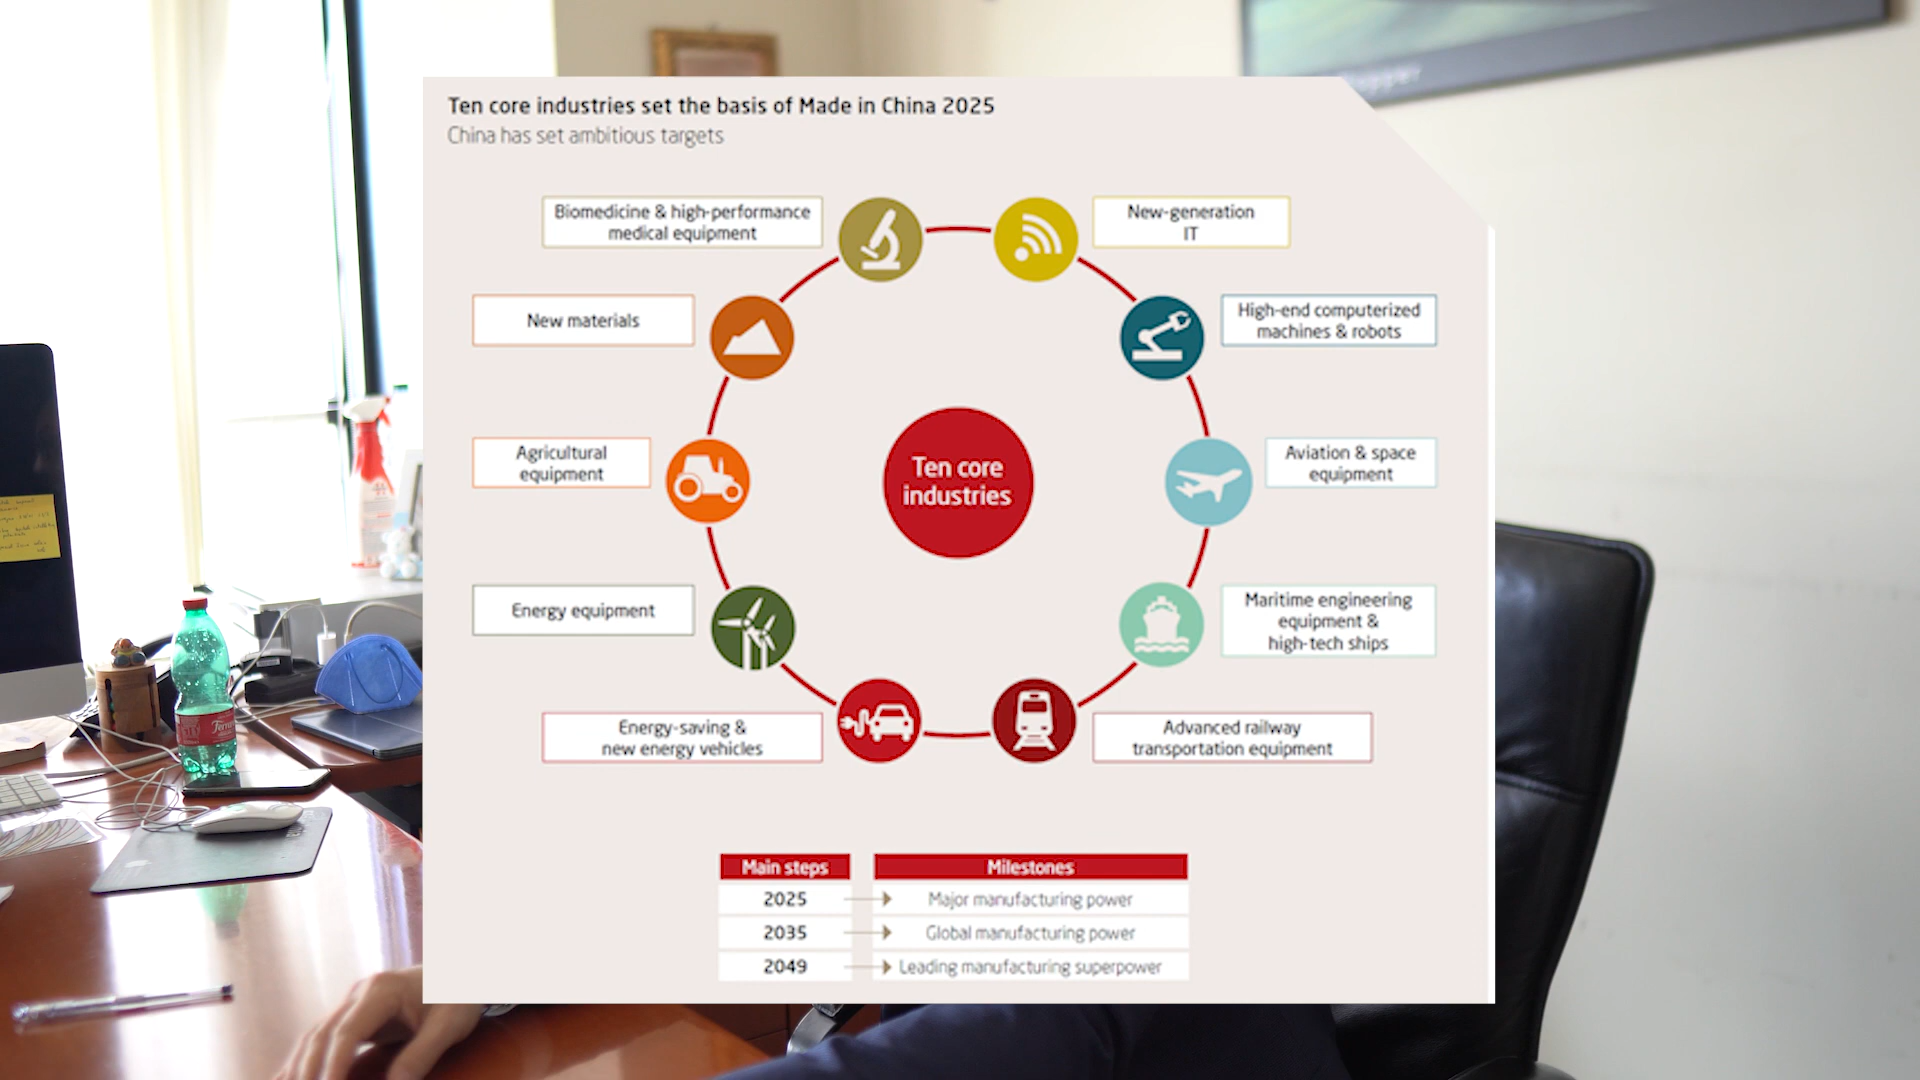 Ten core industries set the basis of Made in China 2025
China has set ambitious targets
Biomedicine & high-performance
medical equipment
New-generation
IT
New materials
High-end computerized
machines & robots
Agricultural
equipment
Ten core
industries
Aviation & space
equipment
Energy equipment
Maritime engineering
equipment &
high-tech ships
Energy-saving &
new energy vehicles
Advanced railway
transportation equipment
Main steps
Milestones
2025
Major manufacturing power
2035
Global manufacturing power
2049
Leading manufacturing superpower